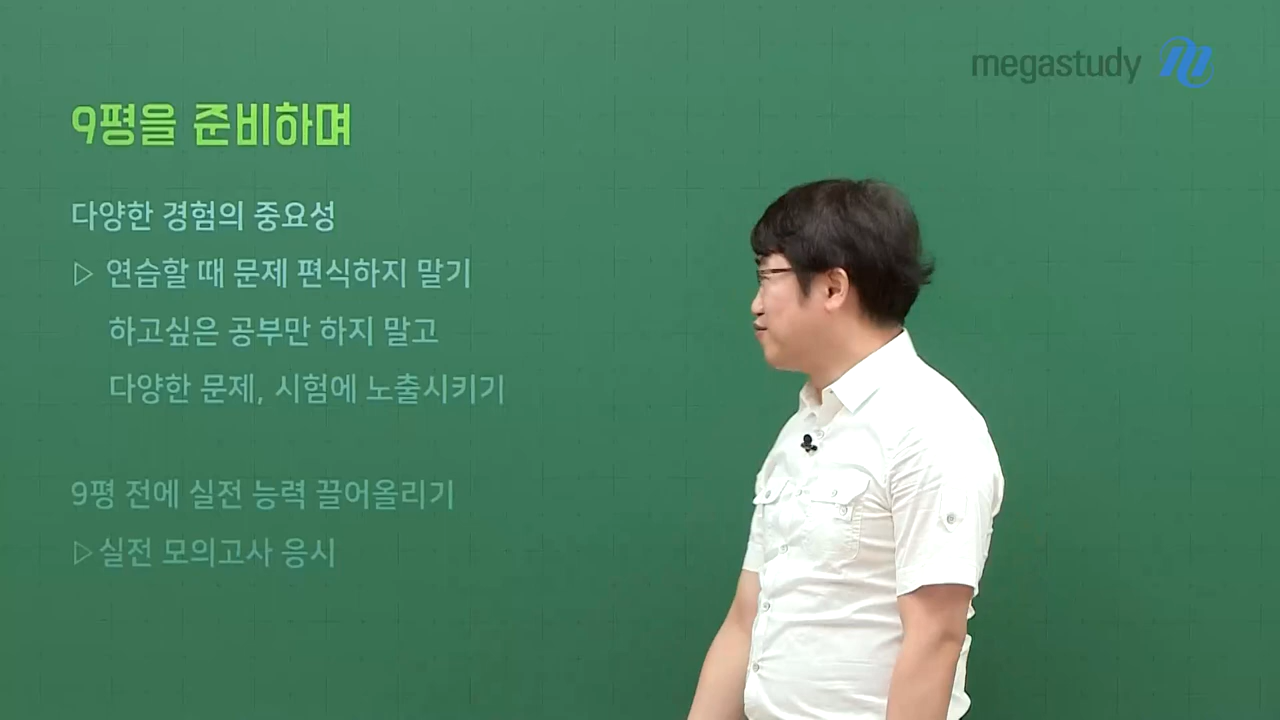 megastudy
9평을 준비하며
다양한 경험의 중요성
▷ 연습할 때 문제 편식하지 말기
하고싶은 공부만 하지 말고
다양한 문제, 시험에 노출시키기
9평 전에 실전 능력 끌어올리기
▷실전 모의고사 응시